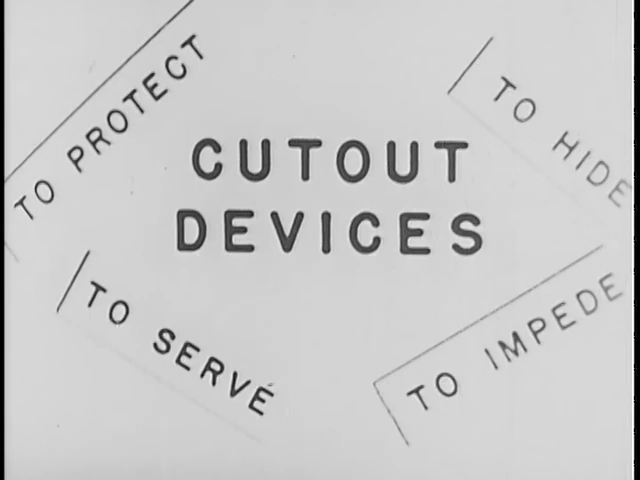 TO PROTECT
TO HIDE
CUTOUT
DEVICES
TO SERVE
TO IMPEDE